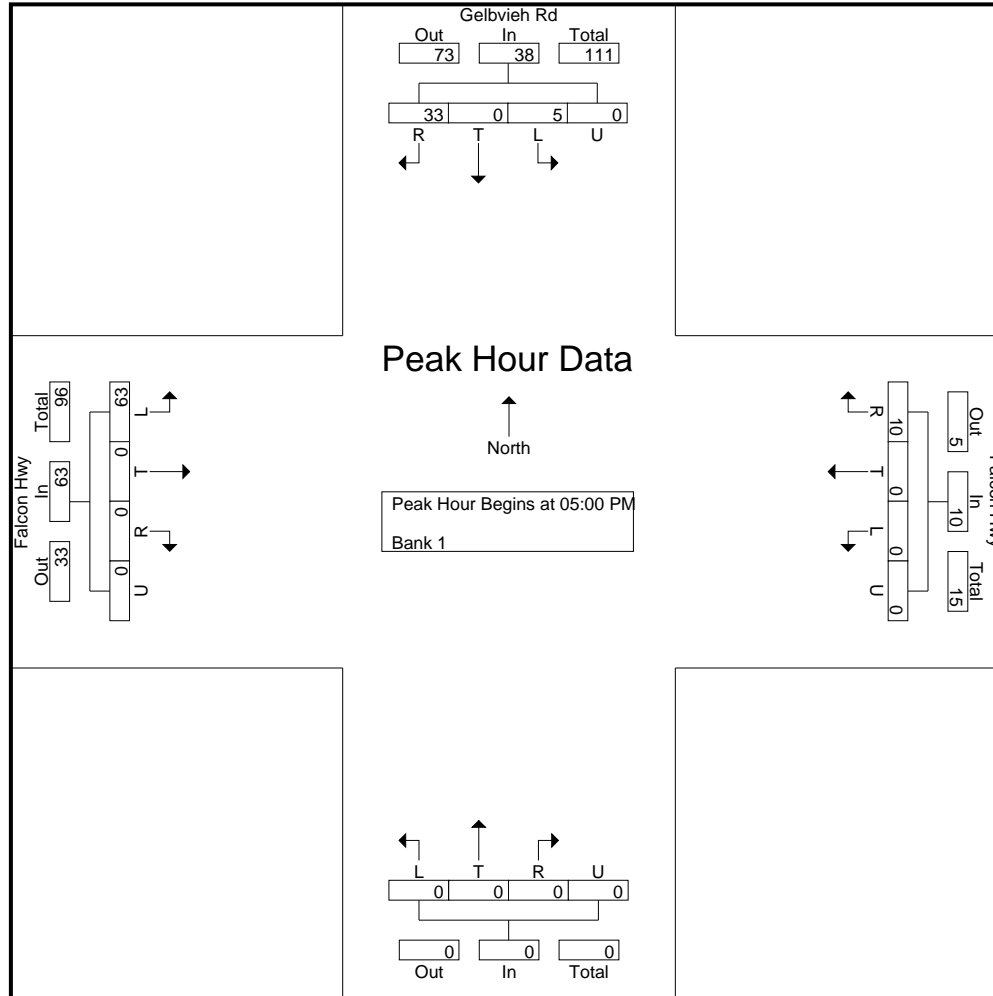 Gelbvieh Rd
Out In Total
73 38 111
33 0 5 0
R T L U
Peak Hour Data
North
Peak Hour Begins at 05:00 PM
Bank 1
Falcon Hwy
Total In Out
96 63 33
63 0 0 0
L T R U
R T L U
10 0 0 0
Out In Total
5 10 15
Hwy
L T R U
0 0 0 0
0 0 0
Out In Total